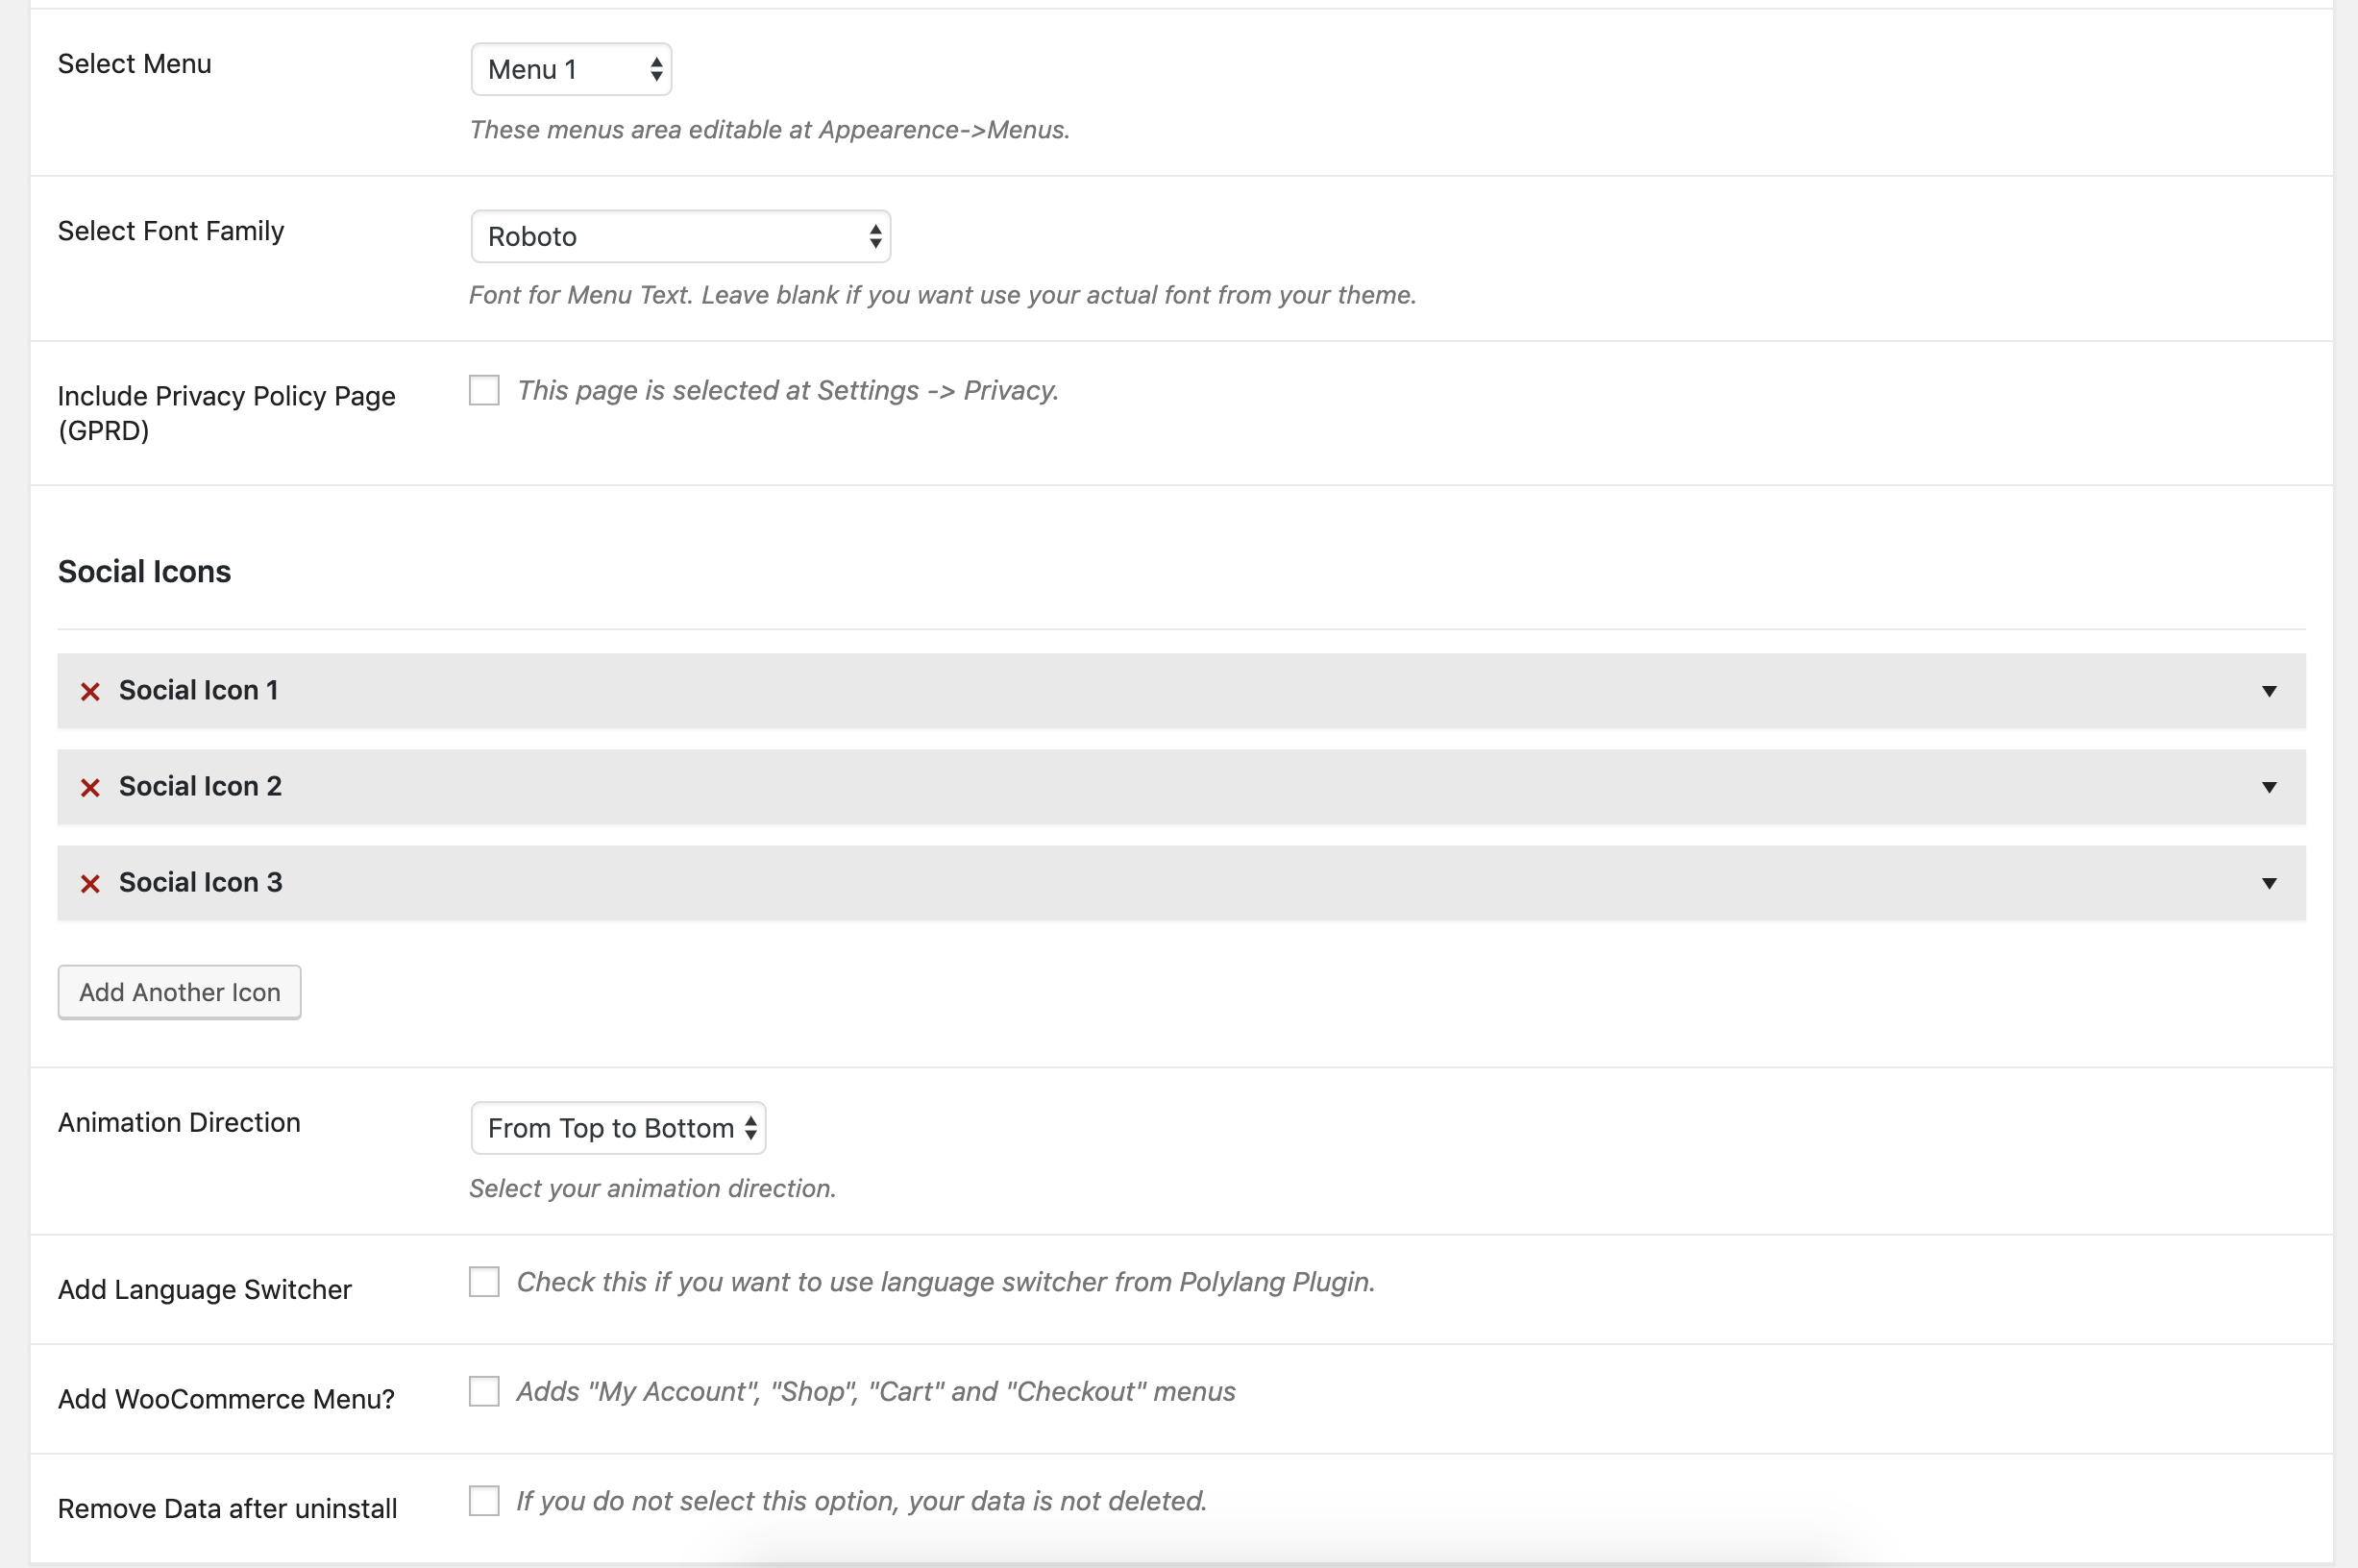 Select Menu
Menu 1
These menus area editable at Appearence->Menus.
Select Font Family
Roboto
Font for Menu Text. Leave blank if you want use your actual font from your theme.
Include Privacy Policy Page
(GPRD)
This page is selected at Settings -> Privacy.
Social Icons
Social Icon 1
Social Icon 2
Social Icon 3
Add Another Icon
Animation Direction
From Top to Bottom
Select your animation direction.
Add Language Switcher
Check this if you want to use language switcher from Polylang Plugin.
Add WooCommerce Menu?
Adds "My Account", "Shop", "Cart" and "Checkout" menus
Remove Data after uninstall
If you do not select this option, your data is not deleted.